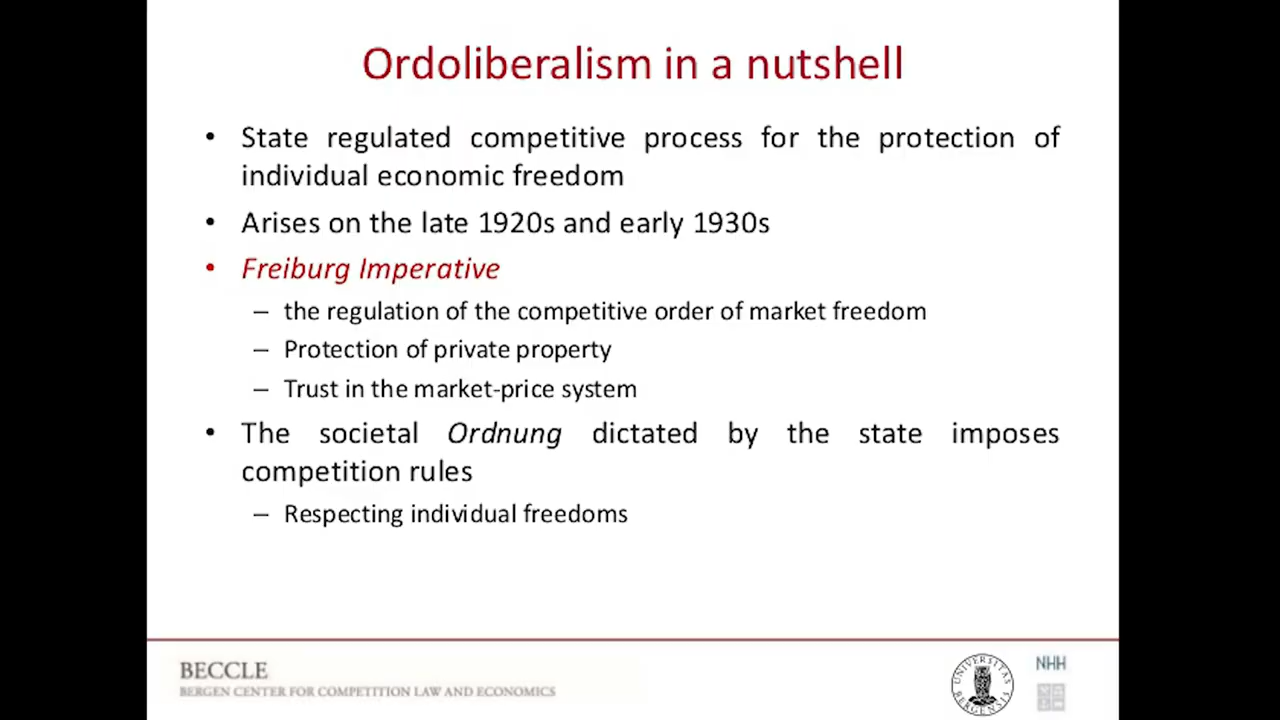 Ordoliberalism in a nutshell
• State regulated competitive process for the protection of
individual economic freedom
• Arises on the late 1920s and early 1930s
• Freiburg Imperative
– the regulation of the competitive order of market freedom
– Protection of private property
– Trust in the market-price system
• The societal Ordnung dictated by the state imposes
competition rules
– Respecting individual freedoms
BECCLE
BERGEN CENTER FOR COMPETITION LAW AND ECONOMICS
UNIVERSITAS
BERGENSIS
NHH